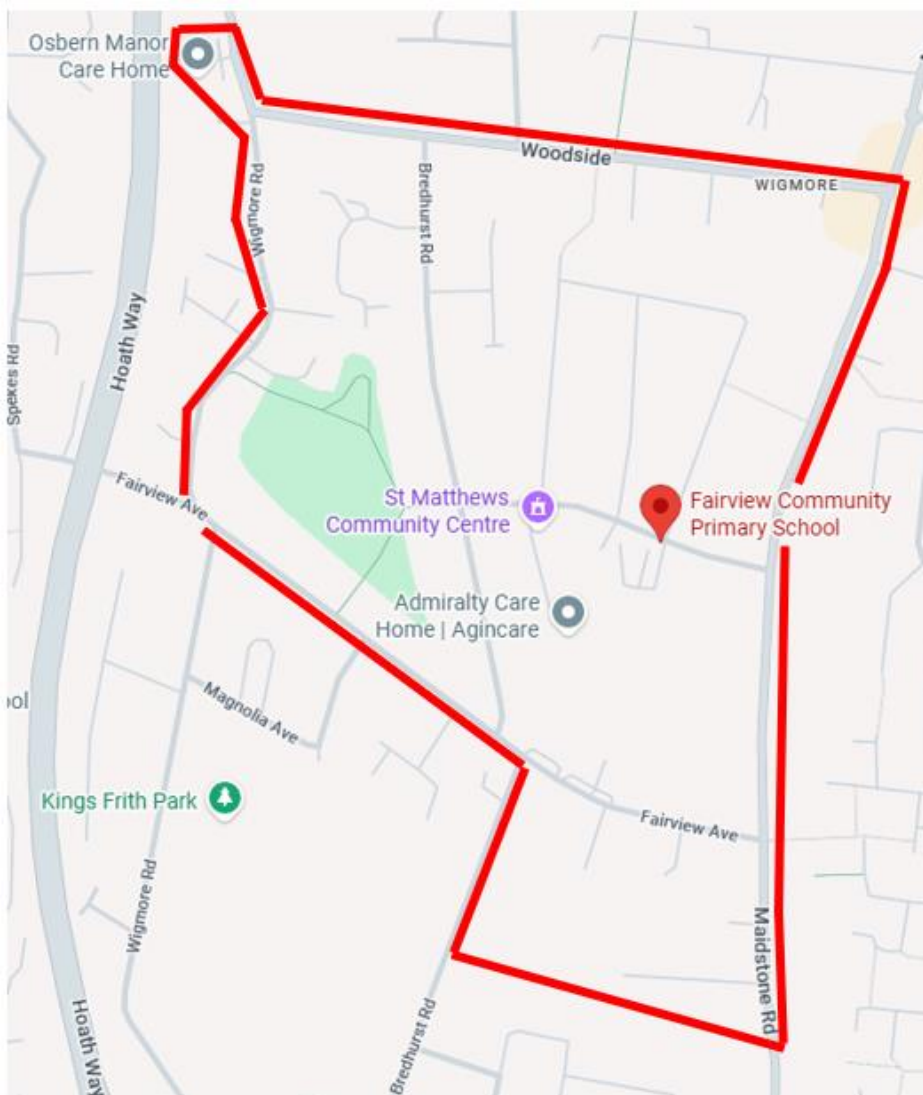 Osbern Manor
Care Home
Woodside
WIGMORE
Wigmore Rd
Bredhurst Rd
Hoath Way
Spekes Rd
Fairview Ave
St Matthews
Community Centre
Fairview Community
Primary School
Admiralty Care
Home | Agincare
ool
Magnolia Ave
Kings Frith Park
Fairview Ave
Wigmore Rd
Maidstone Rd
Hoath Way
Bredhurst Rd